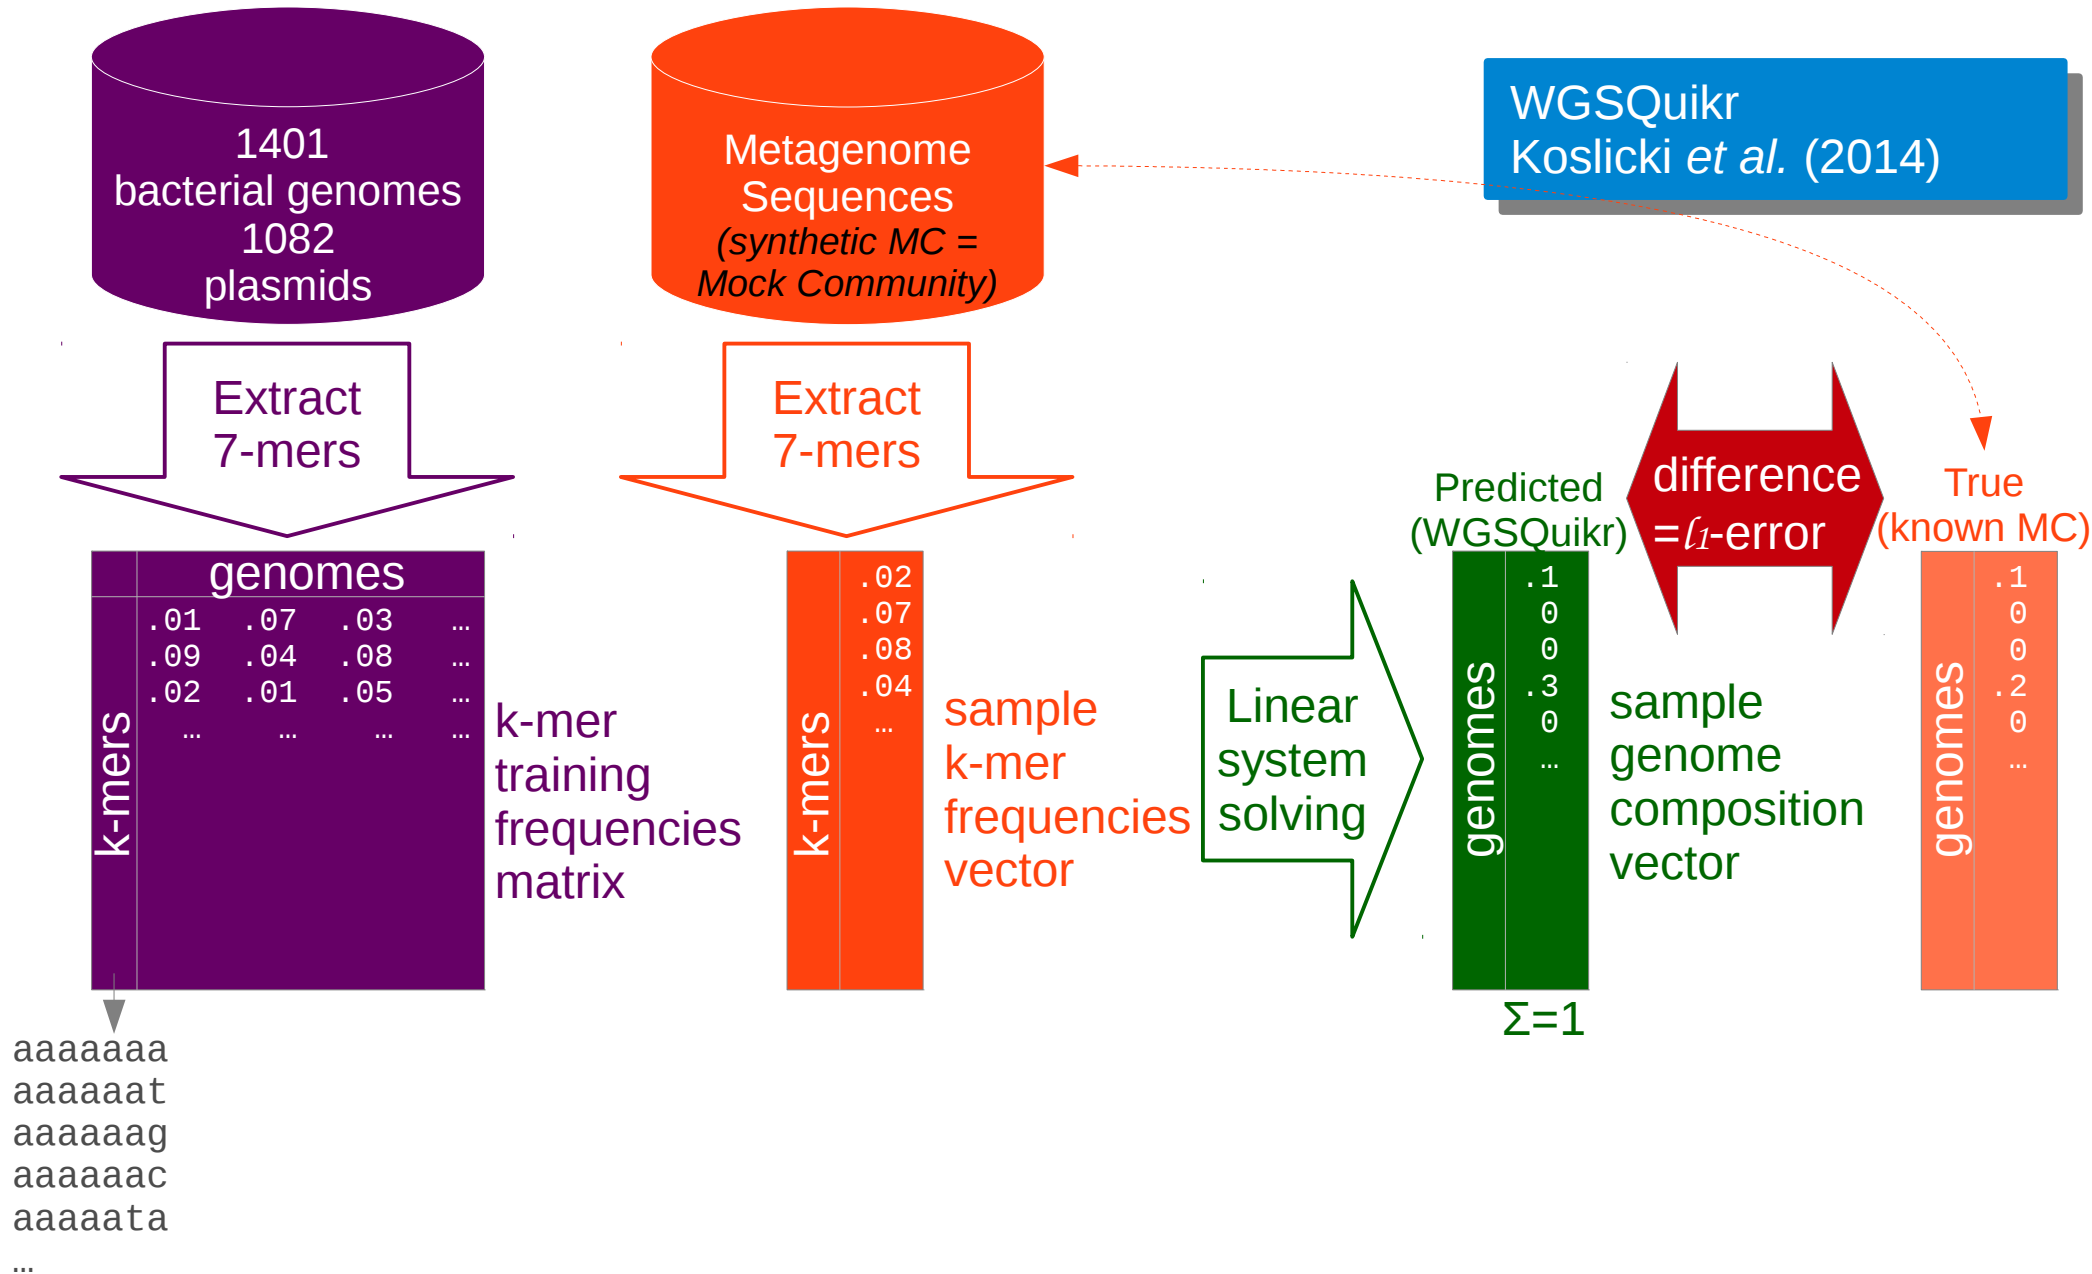 1401
bacterial genomes
1082
plasmids
Metagenome
Sequences
(synthetic MC =
Mock Community)
WGSQuikr
Koslicki et al. (2014)
Extract
7-mers
Extract
7-mers
genomes
k-mers
.01 .07 .03 …
.09 .04 .08 …
.02 .01 .05 …
… … … …
k-mer
training
frequencies
matrix
k-mers
.02
.07
.08
.04
…
sample
k-mer
frequencies
vector
Linear
system
solving
Predicted
(WGSQuikr)
genomes
.1
0
0
.3
0
…
Σ=1
sample
genome
composition
vector
difference
=ℓ1-error
True
(known MC)
genomes
.1
0
0
.2
0
…
aaaaaaa
aaaaaat
aaaaaag
aaaaaac
aaaaata
…